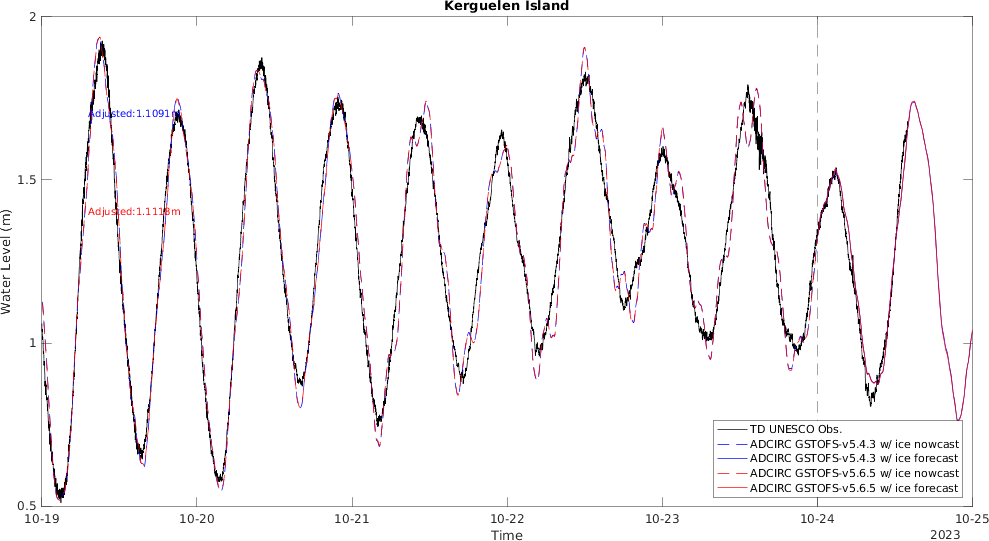 Kerguelen Island
2
1.5
1
0.5
Water Level (m)
Adjusted:1.1091m
Adjusted:1.1118m
TD UNESCO Obs.
ADCIRC GSTOFS-v5.4.3 w/ ice nowcast
ADCIRC GSTOFS-v5.4.3 w/ ice forecast
ADCIRC GSTOFS-v5.6.5 w/ ice nowcast
ADCIRC GSTOFS-v5.6.5 w/ ice forecast
10-19 10-20 10-21 10-22 10-23 10-24 10-25
Time
2023